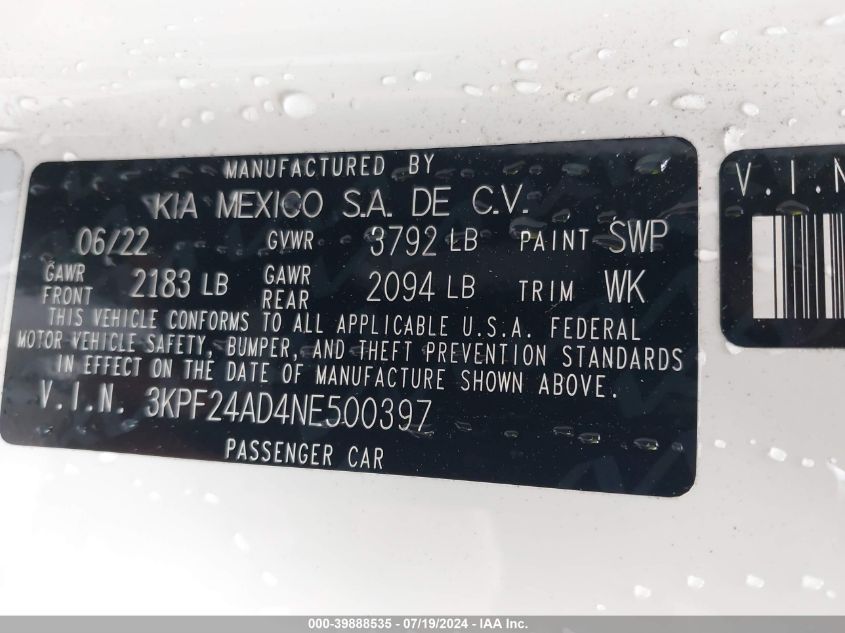 MANUFACTURED BY
KIA MEXICO S.A. DE C.V.
06/22 GVWR 3792 LB PAINT SWP
GAWR FRONT 2183 LB GAWR REAR 2094 LB TRIM WK
THIS VEHICLE CONFORMS TO ALL APPLICABLE U.S.A. FEDERAL
MOTOR VEHICLE SAFETY, BUMPER, AND THEFT PREVENTION STANDARDS
IN EFFECT ON THE DATE OF MANUFACTURE SHOWN ABOVE.
V.I.N. 3KPF24AD4NE500397
PASSENGER CAR
V.I.N
000-39888535 - 07/19/2024 - IAA Inc.